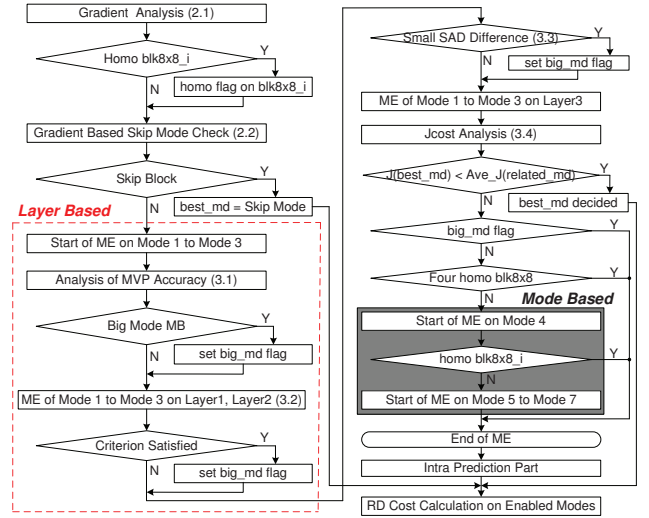 Gradient Analysis (2.1)
Homo blk8x8_i
Y
N
homo flag on blk8x8_i
Gradient Based Skip Mode Check (2.2)
Skip Block
Y
N
best_md = Skip Mode
Layer Based
Start of ME on Mode 1 to Mode 3
Analysis of MVP Accuracy (3.1)
Big Mode MB
Y
N
set big_md flag
ME of Mode 1 to Mode 3 on Layer1, Layer2 (3.2)
Criterion Satisfied
Y
N
set big_md flag
Small SAD Difference (3.3)
Y
N
set big_md flag
ME of Mode 1 to Mode 3 on Layer3
Jcost Analysis (3.4)
J(best_md) < Ave_J(related_md)
Y
N
best_md decided
big_md flag
Y
N
Four homo blk8x8
Y
N
Mode Based
Start of ME on Mode 4
homo blk8x8_i
Y
N
Start of ME on Mode 5 to Mode 7
End of ME
Intra Prediction Part
RD Cost Calculation on Enabled Modes